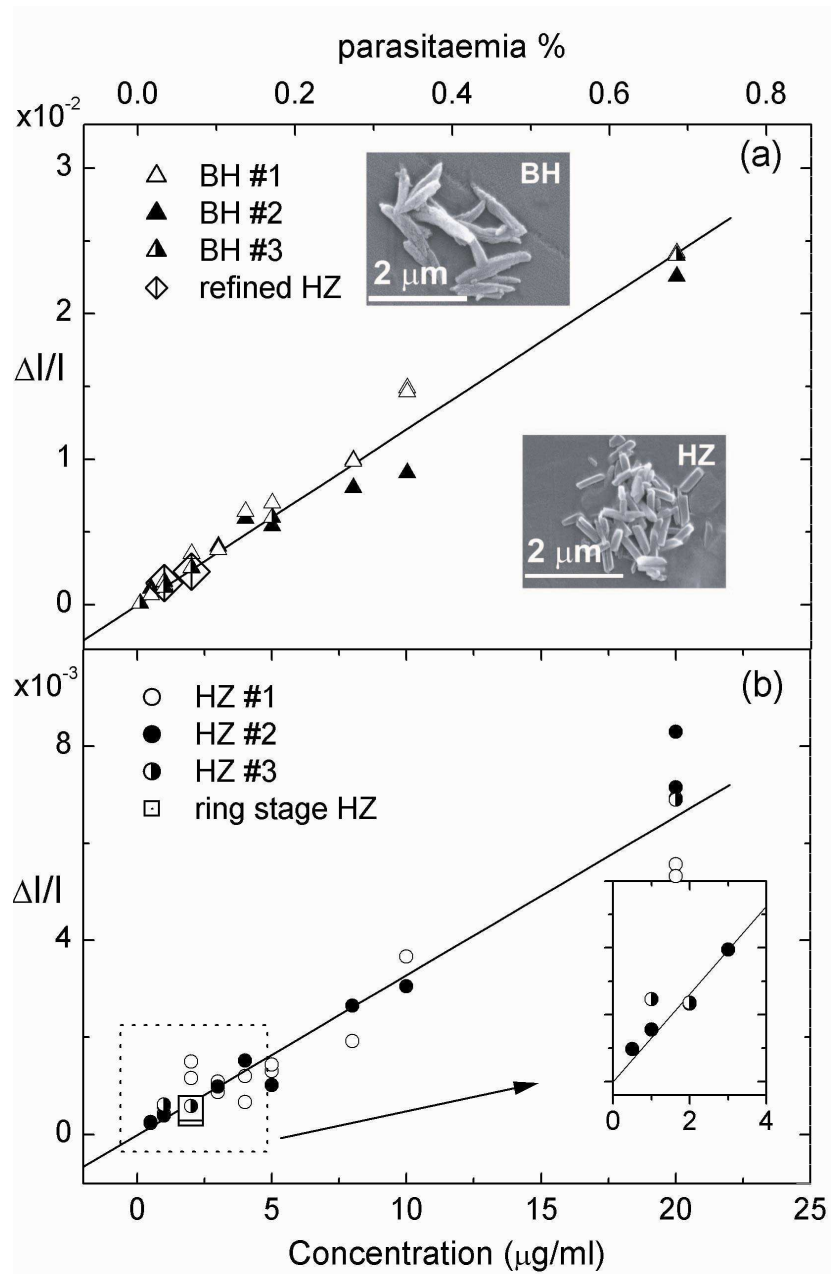 parasitaemia %
0.0 0.2 0.4 0.6 0.8
x10-2
(a)
3
BH #1
BH #2
BH #3
refined HZ
BH
2 μm
2
ΔI/I
1
HZ
2 μm
0
x10-3
(b)
HZ #1
HZ #2
HZ #3
ring stage HZ
8
ΔI/I
4
0
0 2 4
0 5 10 15 20 25
Concentration (μg/ml)